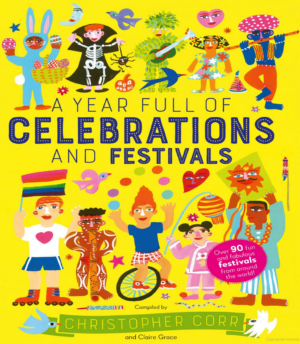 A YEAR FULL OF
CELEBRATIONS
AND FESTIVALS
Over 90 fun
and fabulous
festivals
from around
the world!
Compiled by
CHRISTOPHER CORR
and Claire Grace